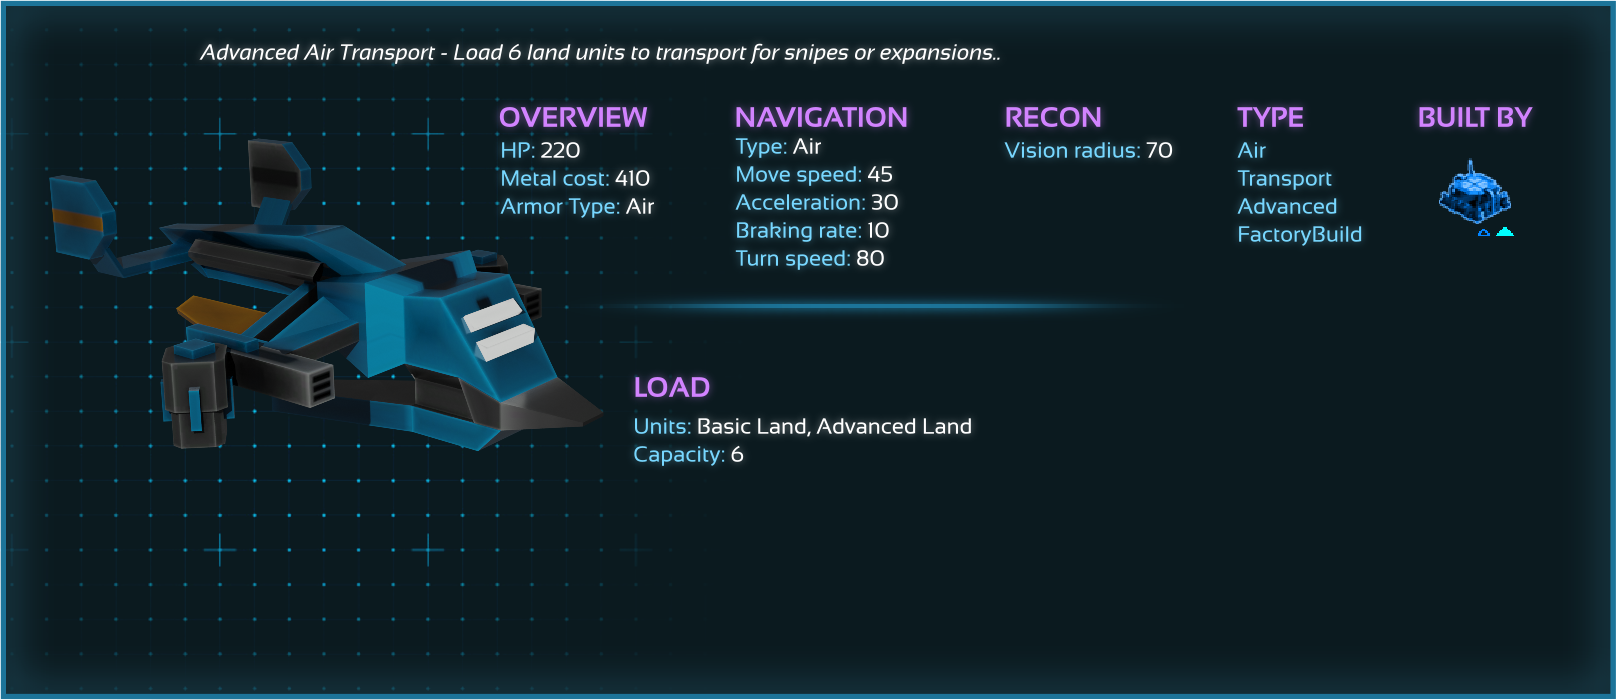 Advanced Air Transport - Load 6 land units to transport for snipes or expansions..
OVERVIEW
HP: 220
Metal cost: 410
Armor Type: Air
NAVIGATION
Type: Air
Move speed: 45
Acceleration: 30
Braking rate: 10
Turn speed: 80
RECON
Vision radius: 70
TYPE
Air
Transport
Advanced
FactoryBuild
BUILT BY
LOAD
Units: Basic Land, Advanced Land
Capacity: 6